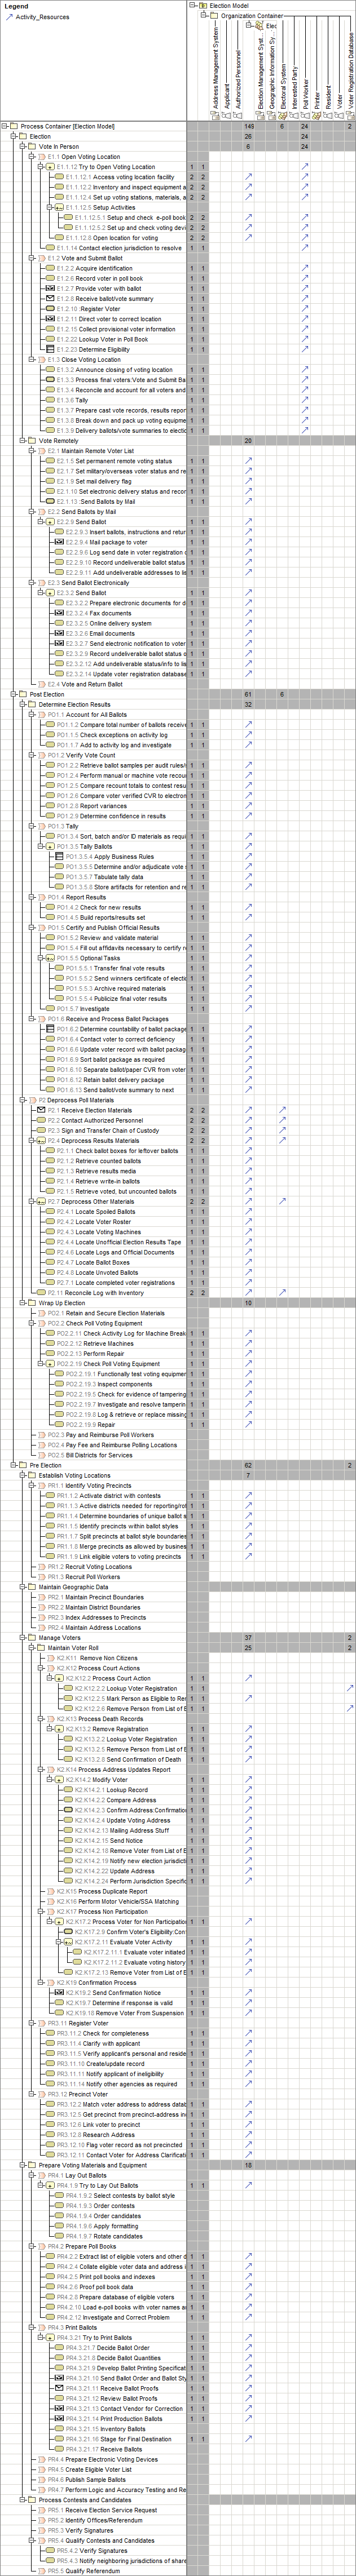 Legend
Activity_Resources
Election Model
Organization Container
Elec
Address Management System
Applicant
Authorized Personnel
Election Management Syst...
Geographic Information Sy...
Electoral System
Interested Party
Poll Worker
Printer
Resident
Voter
Voter Registration Database
Process Container [Election Model] 149 6 24 2
Election 26 24
Vote In Person 6 24
E1.1 Open Voting Location
E1.1.12 Try to Open Voting Location 1 1
E1.1.12.1 Access voting location facility 2 2
E1.1.12.2 Inventory and inspect equipment a 2 2
E1.1.12.4 Set up voting stations, materials, a 2 2
E1.1.12.5 Setup Activities
E1.1.12.5.1 Setup and check e-poll book 2 2
E1.1.12.5.2 Set up and check voting devi 2 2
E1.1.12.8 Open location for voting 2 2
E1.1.14 Contact election jurisdiction to resolve 1 1
E1.2 Vote and Submit Ballot
E1.2.2 Acquire identification 1 1
E1.2.6 Record voter in poll book 1 1
E1.2.7 Provide voter with ballot 1 1
E1.2.8 Receive ballot/vote summary 1 1
E1.2.10 :Register Voter 1 1
E1.2.11 Direct voter to correct location 1 1
E1.2.15 Collect provisional voter information 1 1
E1.2.22 Lookup Voter in Poll Book 1 1
E1.2.23 Determine Eligibility 1 1
E1.3 Close Voting Location
E1.3.2 Announce closing of voting location 1 1
E1.3.3 Process final voters:Vote and Submit Ba 1 1
E1.3.4 Reconcile and account for all voters and 1 1
E1.3.6 Tally 1 1
E1.3.7 Prepare cast vote records, results repor 1 1
E1.3.8 Break down and pack up voting equipm 1 1
E1.3.9 Delivery ballots/vote summaries to electi 1 1
Vote Remotely 20
E2.1 Maintain Remote Voter List
E2.1.5 Set permanent remote voting status 1 1
E2.1.7 Set military/overseas voter status and re 1 1
E2.1.9 Set mail delivery flag 1 1
E2.1.10 Set electronic delivery status and recor 1 1
E2.1.13 :Send Ballots by Mail 1 1
E2.2 Send Ballots by Mail
E2.2.9 Send Ballot 1 1
E2.2.9.3 Insert ballots, instructions and retur 1 1
E2.2.9.4 Mail package to voter 1 1
E2.2.9.6 Log send date in voter registration d 1 1
E2.2.9.10 Record undeliverable ballot status 1 1
E2.2.9.11 Add undeliverable addresses to lis 1 1
E2.3 Send Ballot Electronically
E2.3.2 Send Ballot 1 1
E2.3.2.2 Prepare electronic documents for d 1 1
E2.3.2.4 Fax documents 1 1
E2.3.2.5 Online delivery system 1 1
E2.3.2.6 Email documents 1 1
E2.3.2.7 Send electronic notification to voter 1 1
E2.3.2.9 Record undeliverable ballot status o 1 1
E2.3.2.12 Add undeliverable status/info to lis 1 1
E2.3.2.14 Update voter registration database 1 1
E2.4 Vote and Return Ballot
Post Election 61 6
Determine Election Results 32
PO1.1 Account for All Ballots
PO1.1.2 Compare total number of ballots receive 1 1
PO1.1.5 Check exceptions on activity log 1 1
PO1.1.7 Add to activity log and investigate 1 1
PO1.2 Verify Vote Count
PO1.2.2 Retrieve ballot samples per audit rules/ 1 1
PO1.2.4 Perform manual or machine vote recou 1 1
PO1.2.5 Compare recount totals to contest resu 1 1
PO1.2.6 Compare voter verified CVR to electron 1 1
PO1.2.8 Report variances 1 1
PO1.2.9 Determine confidence in results 1 1
PO1.3 Tally
PO1.3.4 Sort, batch and/or ID materials as requi 1 1
PO1.3.5 Tally Ballots 1 1
PO1.3.5.4 Apply Business Rules 1 1
PO1.3.5.5 Determine and/or adjudicate vote s 1 1
PO1.3.5.7 Tabulate tally data 1 1
PO1.3.5.8 Store artifacts for retention and re 1 1
PO1.4 Report Results
PO1.4.2 Check for new results 1 1
PO1.4.5 Build reports/results set 1 1
PO1.5 Certify and Publish Official Results
PO1.5.2 Review and validate material 1 1
PO1.5.4 Fill out affidavits necessary to certify re 1 1
PO1.5.5 Optional Tasks 1 1
PO1.5.5.1 Transfer final vote results 1 1
PO1.5.5.2 Send winners certificate of electio 1 1
PO1.5.5.3 Archive required materials 1 1
PO1.5.5.4 Publicize final voter results 1 1
PO1.5.7 Investigate 1 1
PO1.6 Receive and Process Ballot Packages
PO1.6.2 Determine countability of ballot package 1 1
PO1.6.4 Contact voter to correct deficiency 1 1
PO1.6.6 Update voter record with ballot packag 1 1
PO1.6.9 Sort ballot package as required 1 1
PO1.6.10 Separate ballot/paper CVR from voter 1 1
PO1.6.12 Retain ballot delivery package 1 1
PO1.6.13 Send ballot/vote summary to next 1 1
P2 Deprocess Poll Materials
P2.1 Receive Election Materials 2 2
P2.2 Contact Authorized Personnel 2 2
P2.3 Sign and Transfer Chain of Custody 2 2
P2.4 Deprocess Results Materials 2 2
P2.1.1 Check ballot boxes for leftover ballots 1 1
P2.1.2 Retrieve counted ballots 1 1
P2.1.3 Retrieve results media 1 1
P2.1.4 Retrieve write-in ballots 1 1
P2.1.5 Retrieve voted, but uncounted ballots 1 1
P2.7 Deprocess Other Materials 2 2
P2.4.1 Locate Spoiled Ballots 1 1
P2.4.2 Locate Voter Roster 1 1
P2.4.3 Locate Voting Machines 1 1
P2.4.4 Locate Unofficial Election Results Tape 1 1
P2.4.6 Locate Logs and Official Documents 1 1
P2.4.7 Locate Ballot Boxes 1 1
P2.4.8 Locate Unvoted Ballots 1 1
P2.7.1 Locate completed voter registrations 1 1
P2.11 Reconcile Log with Inventory 2 2
Wrap Up Election 10
PO2.1 Retain and Secure Election Materials
PO2.2 Check Poll Voting Equipment
PO2.2.11 Check Activity Log for Machine Break 1 1
PO2.2.12 Retrieve Machines 1 1
PO2.2.13 Perform Repair 1 1
PO2.2.19 Check Poll Voting Equipment 1 1
PO2.2.19.1 Functionally test voting equipmen 1 1
PO2.2.19.3 Inspect components 1 1
PO2.2.19.5 Check for evidence of tampering 1 1
PO2.2.19.7 Investigate and resolve tamperin 1 1
PO2.2.19.8 Log & retrieve or replace missing 1 1
PO2.2.19.9 Repair 1 1
PO2.3 Pay and Reimburse Poll Workers
PO2.4 Pay Fee and Reimburse Polling Locations
PO2.5 Bill Districts for Services
Pre Election 62 2
Establish Voting Locations 7
PR1.1 Identify Voting Precincts
PR1.1.2 Activate district with contests 1 1
PR1.1.3 Active districts needed for reporting/rot 1 1
PR1.1.4 Determine boundaries of unique ballot s 1 1
PR1.1.5 Identify precincts within ballot styles 1 1
PR1.1.7 Split precincts at ballot style boundaries 1 1
PR1.1.8 Merge precincts as allowed by business 1 1
PR1.1.9 Link eligible voters to voting precincts 1 1
PR1.2 Recruit Voting Locations
PR1.3 Recruit Poll Workers
Maintain Geographic Data
PR2.1 Maintain Precinct Boundaries
PR2.2 Maintain District Boundaries
PR2.3 Index Addresses to Precincts
PR2.4 Maintain Address Locations
Manage Voters 37 2
Maintain Voter Roll 25 2
K2.K11 Remove Non Citizens
K2.K12 Process Court Actions
K2.K12.2 Process Court Action 1 1
K2.K12.2.2 Lookup Voter Registration 1 1
K2.K12.2.5 Mark Person as Eligible to Re 1 1
K2.K12.2.6 Remove Person from List of E 1 1
K2.K13 Process Death Records
K2.K13.2 Remove Registration 1 1
K2.K13.2.2 Lookup Voter Registration 1 1
K2.K13.2.5 Remove Person from List of E 1 1
K2.K13.2.8 Send Confirmation of Death 1 1
K2.K14 Process Address Updates Report
K2.K14.2 Modify Voter 1 1
K2.K14.2.1 Lookup Record 1 1
K2.K14.2.2 Compare Address 1 1
K2.K14.2.3 Confirm Address:Confirmation 1 1
K2.K14.2.4 Update Voting Address 1 1
K2.K14.2.13 Mailing Address Stuff 1 1
K2.K14.2.15 Send Notice 1 1
K2.K14.2.18 Remove Voter from List of E 1 1
K2.K14.2.19 Notify new election jurisdicti 1 1
K2.K14.2.22 Update Address 1 1
K2.K14.2.24 Perform Jurisdiction Specific 1 1
K2.K15 Process Duplicate Report
K2.K16 Perform Motor Vehicle/SSA Matching
K2.K17 Process Non Participation
K2.K17.2 Process Voter for Non Participation 1 1
K2.K17.2.9 Confirm Voter's Eligibility:Con 1 1
K2.K17.2.11 Evaluate Voter Activity 1 1
K2.K17.2.11.1 Evaluate voter initiated 1 1
K2.K17.2.11.2 Evaluate voting history 1 1
K2.K17.2.13 Remove Voter from List of E 1 1
K2.K19 Confirmation Process
K2.K19.2 Send Confirmation Notice 1 1
K2.K19.7 Determine if response is valid 1 1
K2.K19.18 Remove Voter From Suspension 1 1
PR3.11 Register Voter
PR3.11.2 Check for completeness 1 1
PR3.11.4 Clarify with applicant 1 1
PR3.11.5 Verify applicant's personal and reside 1 1
PR3.11.10 Create/update record 1 1
PR3.11.11 Notify applicant of ineligibility 1 1
PR3.11.14 Notify other agencies as required 1 1
PR3.12 Precinct Voter
PR3.12.2 Match voter address to address datab 1 1
PR3.12.5 Get precinct from precinct-address in 1 1
PR3.12.6 Link voter to precinct 1 1
PR3.12.8 Research Address 1 1
PR3.12.10 Flag voter record as not precincted 1 1
PR3.12.11 Contact Voter for Address Clarificati 1 1
Prepare Voting Materials and Equipment 18
PR4.1 Lay Out Ballots
PR4.1.9 Try to Lay Out Ballots 1 1
PR4.1.9.2 Select contests by ballot style
PR4.1.9.3 Order contests
PR4.1.9.4 Order candidates
PR4.1.9.6 Apply formatting
PR4.1.9.7 Rotate candidates
PR4.2 Prepare Poll Books
PR4.2.2 Extract list of eligible voters and other d 1 1
PR4.2.4 Collate eligible voter data and address i 1 1
PR4.2.5 Print poll books and indexes 1 1
PR4.2.6 Proof poll book data 1 1
PR4.2.8 Prepare database of eligible voters 1 1
PR4.2.10 Load e-poll books with voter names a 1 1
PR4.2.12 Investigate and Correct Problem 1 1
PR4.3 Print Ballots
PR4.3.21 Try to Print Ballots 1 1
PR4.3.21.7 Decide Ballot Order 1 1
PR4.3.21.8 Decide Ballot Quantities 1 1
PR4.3.21.9 Develop Ballot Printing Specificat 1 1
PR4.3.21.10 Send Ballot Order and Ballot Sty 1 1
PR4.3.21.11 Receive Ballot Proofs 1 1
PR4.3.21.12 Review Ballot Proofs 1 1
PR4.3.21.13 Contact Vendor for Correction 1 1
PR4.3.21.14 Print Production Ballots 1 1
PR4.3.21.15 Inventory Ballots
PR4.3.21.16 Stage for Final Destination 1 1
PR4.3.21.17 Receive Ballots
PR4.4 Prepare Electronic Voting Devices
PR4.5 Create Eligible Voter List
PR4.6 Publish Sample Ballots
PR4.7 Perform Logic and Accuracy Testing and Re
Process Contests and Candidates
PR5.1 Receive Election Service Request
PR5.2 Identify Offices/Referendum
PR5.3 Verify Signatures
PR5.4 Qualify Contests and Candidates
PR5.4.2 Verify Signatures
PR5.4.3 Notify neighboring jurisdictions of share
PR5.5 Qualify Referendum